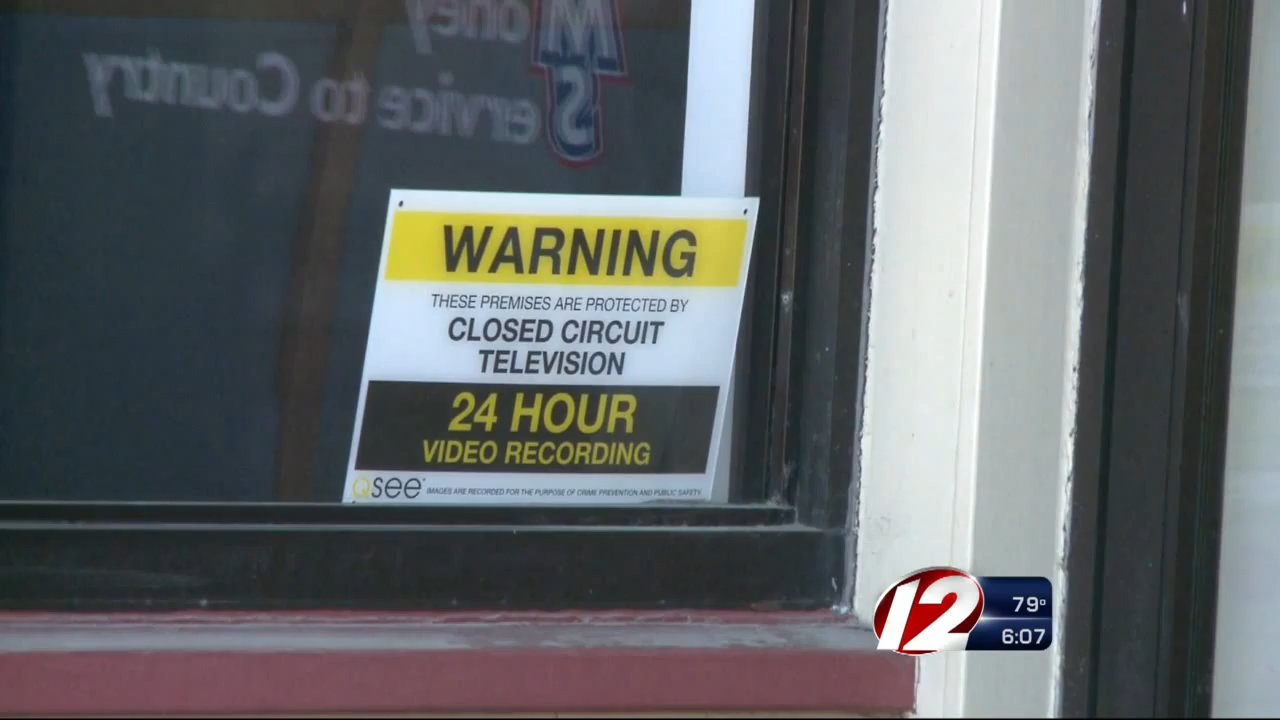 Money
Service to Country
WARNING
THESE PREMISES ARE PROTECTED BY
CLOSED CIRCUIT
TELEVISION
24 HOUR
VIDEO RECORDING
Qsee
IMAGES ARE RECORDED FOR THE PURPOSE OF CRIME PREVENTION AND PUBLIC SAFETY
12
79°
6:07